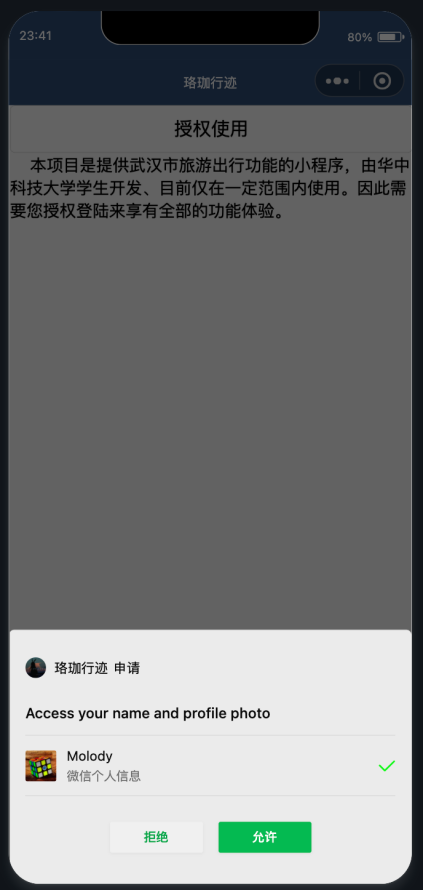 23:41
80%
珞珈行迹
授权使用
本项目是提供武汉市旅游出行功能的小程序，由华中
科技大学学生开发、目前仅在一定范围内使用。因此需
要您授权登陆来享有全部的功能体验。
珞珈行迹 申请
Access your name and profile photo
Molody
微信个人信息
拒绝
允许